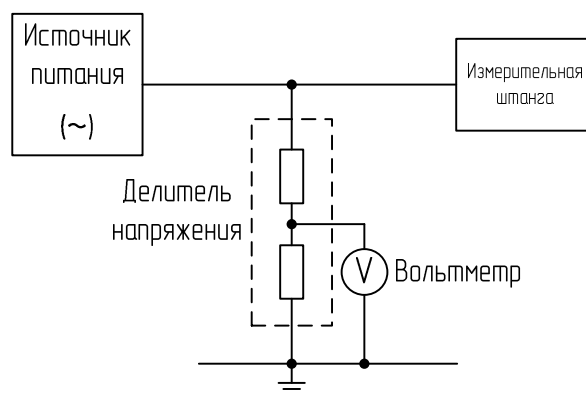 Источник
питания
(~)
Измерительная
штанга
Делитель
напряжения
V
Вольтметр